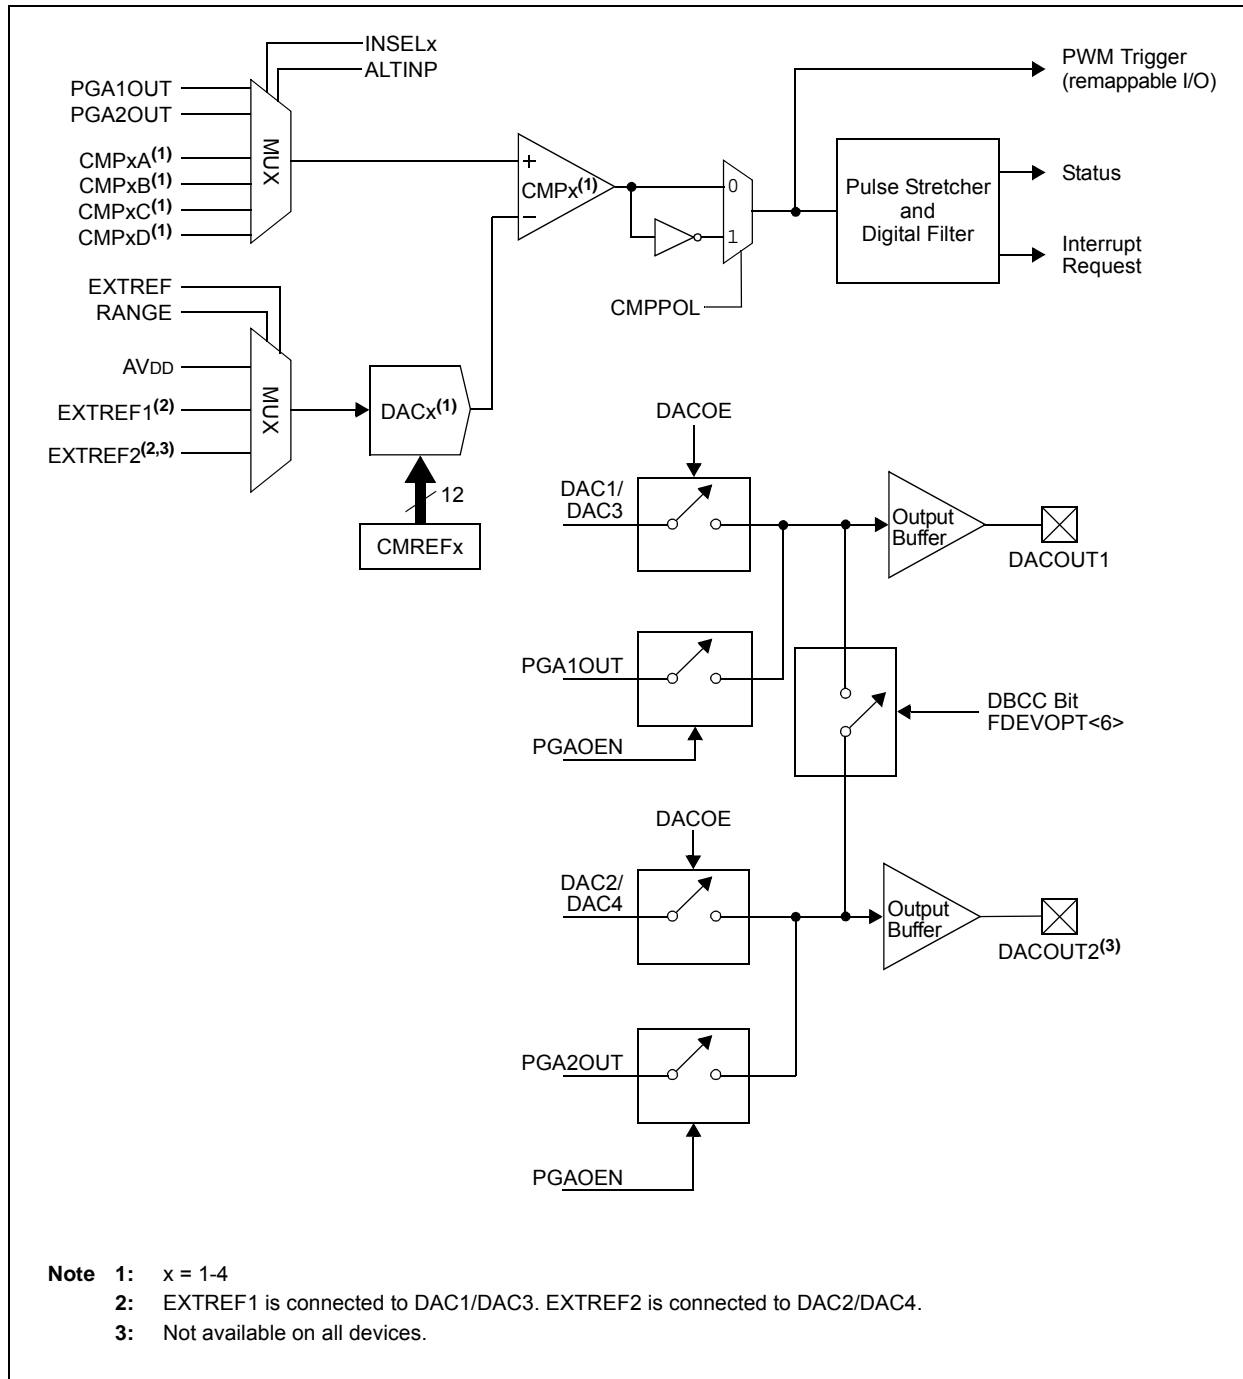 INSELx
ALTINP
PGA1OUT
PGA2OUT
CMPxA(1)
CMPxB(1)
CMPxC(1)
CMPxD(1)
MUX
+
CMPx(1)
–
0
1
CMPPOL
PWM Trigger
(remappable I/O)
Pulse Stretcher
and
Digital Filter
Status
Interrupt
Request
EXTREF
RANGE
AVDD
EXTREF1(2)
EXTREF2(2,3)
MUX
DACx(1)
12
CMREFx
DACOE
DAC1/
DAC3
Output
Buffer
DACOUT1
PGA1OUT
PGAOEN
DBCC Bit
FDEVOPT<6>
DACOE
DAC2/
DAC4
Output
Buffer
DACOUT2(3)
PGA2OUT
PGAOEN
Note 1: x = 1-4
2: EXTREF1 is connected to DAC1/DAC3. EXTREF2 is connected to DAC2/DAC4.
3: Not available on all devices.